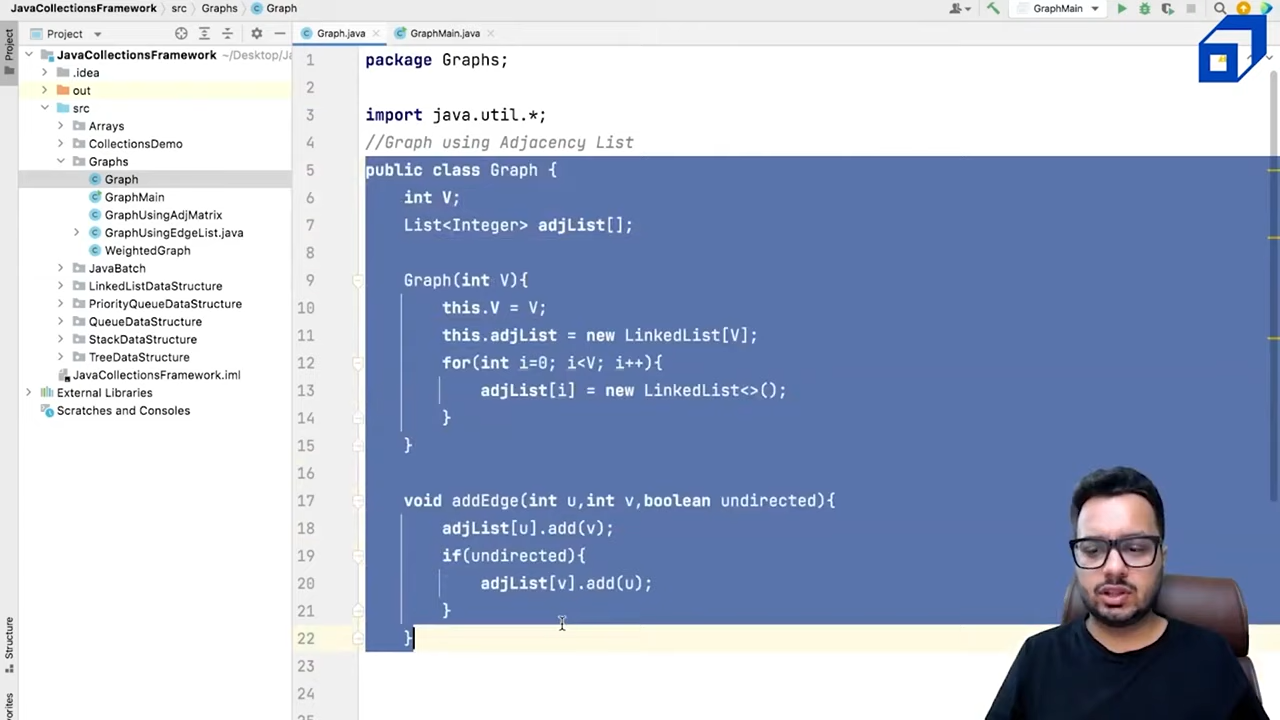 JavaCollectionsFramework > src > Graphs > Graph
GraphMain
Project
Graph.java
GraphMain.java
Project
JavaCollectionsFramework ~/Desktop/Ja
.idea
out
src
Arrays
CollectionsDemo
Graphs
Graph
GraphMain
GraphUsingAdjMatrix
GraphUsingEdgeList.java
WeightedGraph
JavaBatch
LinkedListDataStructure
PriorityQueueDataStructure
QueueDataStructure
StackDataStructure
TreeDataStructure
JavaCollectionsFramework.iml
External Libraries
Scratches and Consoles
Structure
1 package Graphs;
2
3 import java.util.*;
4 //Graph using Adjacency List
5 public class Graph {
6 int V;
7 List<Integer> adjList[];
8
9 Graph(int V){
10 this.V = V;
11 this.adjList = new LinkedList[V];
12 for(int i=0; i<V; i++){
13 adjList[i] = new LinkedList<>();
14 }
15 }
16
17 void addEdge(int u,int v,boolean undirected){
18 adjList[u].add(v);
19 if(undirected){
20 adjList[v].add(u);
21 }
22 }
23
24